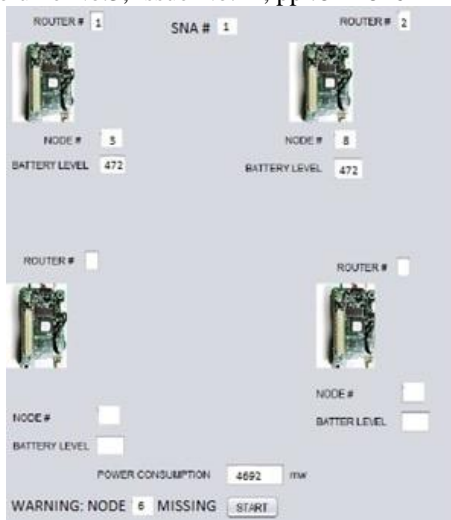 ROUTER # 1 SNA # 1 ROUTER # 2
NODE # 5 NODE # 8
BATTERY LEVEL 472 BATTERY LEVEL 472
ROUTER # ROUTER #
NODE #
NODE #
BATTER LEVEL
BATTERY LEVEL
POWER CONSUMPTION 4692 mw
WARNING: NODE 6 MISSING START